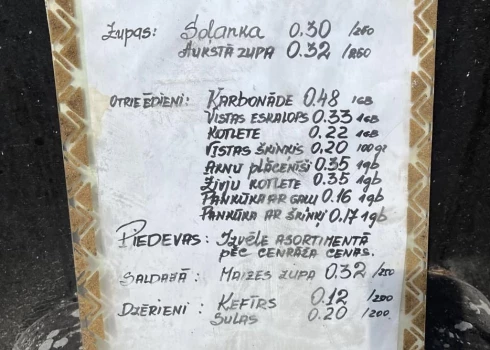 Zupas: Soļanka 0.30 /250
Aukstā zupa 0.32 /250
Otrie ēdieni: Karbonāde 0.48 1GB
Vistas eskalops 0.33 1GB
Kotlete 0.22 1GB
Vistas šķiņķis 0.20 100gr
Aknu plācenīši 0.35 1gb
Zivju kotlete 0.35 1gb
Pankūka ar gaļu 0.16 1gb
Pankūka ar šķiņķi 0.17 1gb
Piedevas: Izvēle asortimentā
pēc cenrāža cenas.
Saldajā: Maizes zupa 0.32 /250
Dzērieni: Kefīrs 0.12 /200
Sulas 0.20 /200.